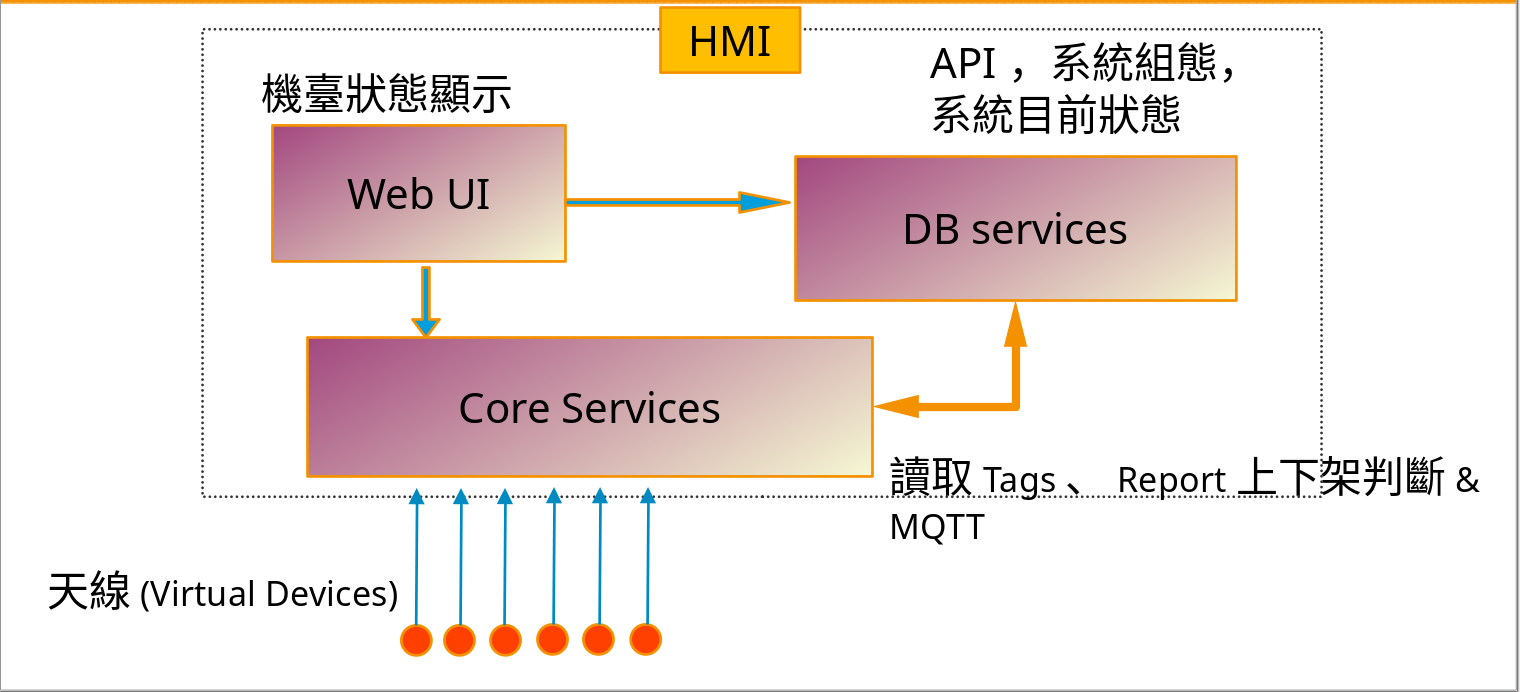 HMI
API ，系統組態，
系統目前狀態
機臺狀態顯示
Web UI
DB services
Core Services
讀取 Tags 、 Report 上下架判斷 &
MQTT
天線 (Virtual Devices)